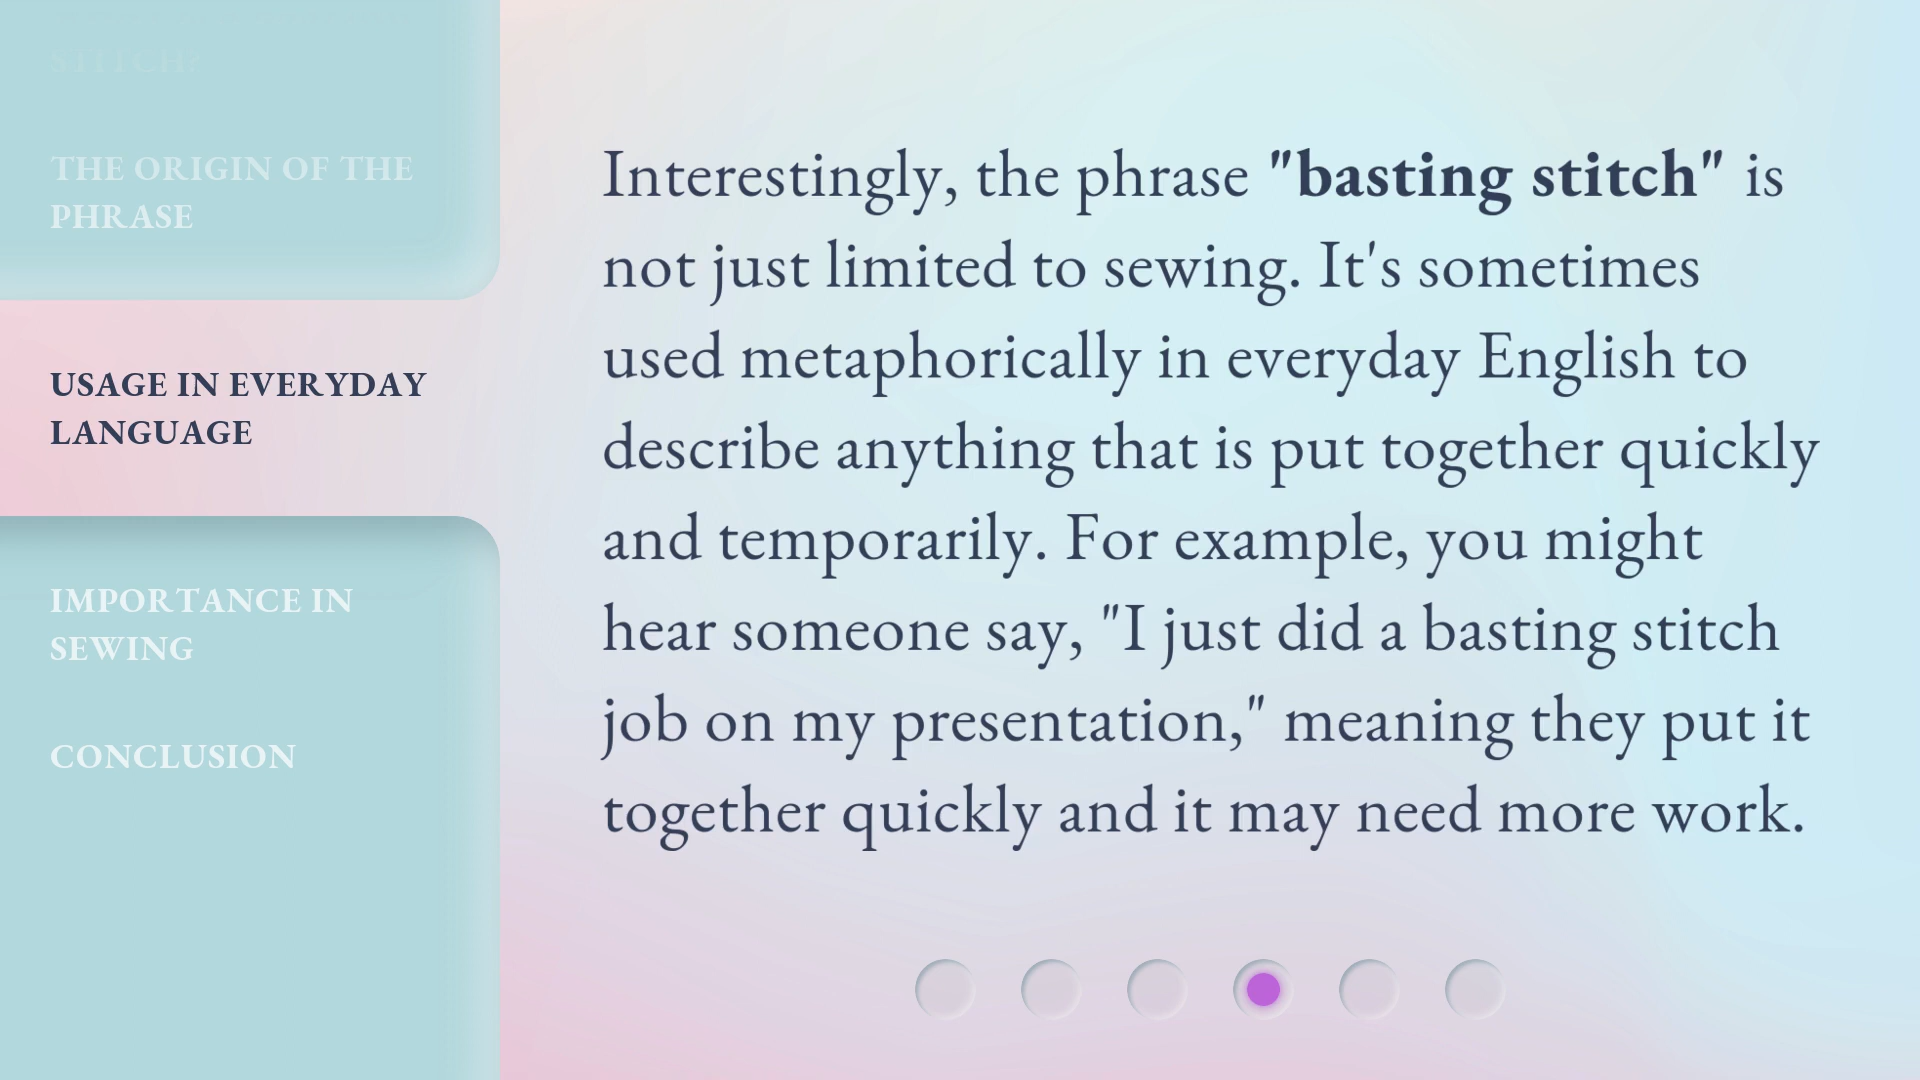 STITCH?
THE ORIGIN OF THE
PHRASE
USAGE IN EVERYDAY
LANGUAGE
IMPORTANCE IN
SEWING
CONCLUSION
Interestingly, the phrase "basting stitch" is
not just limited to sewing. It's sometimes
used metaphorically in everyday English to
describe anything that is put together quickly
and temporarily. For example, you might
hear someone say, "I just did a basting stitch
job on my presentation," meaning they put it
together quickly and it may need more work.